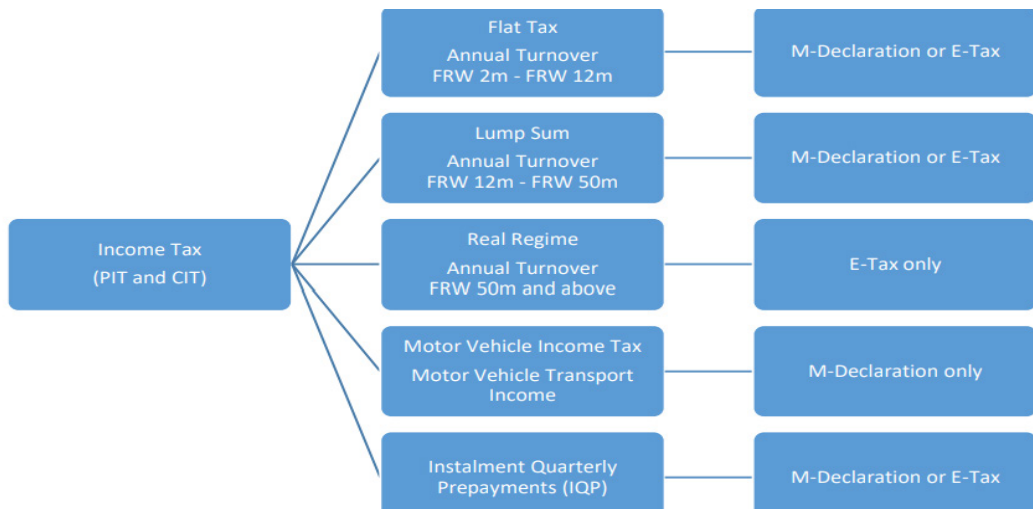 Income Tax
(PIT and CIT)
Flat Tax
Annual Turnover
FRW 2m - FRW 12m
M-Declaration or E-Tax
Lump Sum
Annual Turnover
FRW 12m - FRW 50m
M-Declaration or E-Tax
Real Regime
Annual Turnover
FRW 50m and above
E-Tax only
Motor Vehicle Income Tax
Motor Vehicle Transport
Income
M-Declaration only
Instalment Quarterly
Prepayments (IQP)
M-Declaration or E-Tax